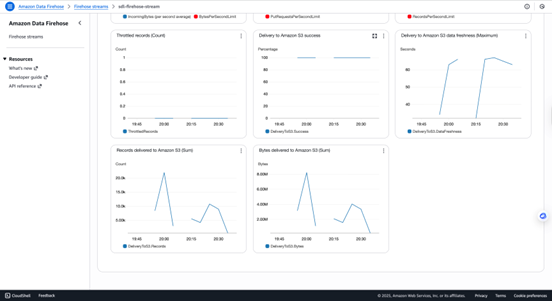 Amazon Data Firehose > Firehose streams > sdh-firehose-stream
Amazon Data Firehose
Firehose streams
Resources
What's new
Developer guide
API reference
IncomingBytes (per second average) BytesPerSecondLimit
PutRequestsPerSecondLimit
RecordsPerSecondLimit
Throttled records (Count)
Count
1
0.8
0.6
0.4
0.2
0
19:45 20:00 20:15 20:30
ThrottledRecords
Delivery to Amazon S3 success
Percentage
100
80
60
40
20
0
19:45 20:00 20:15 20:30
DeliveryToS3.Success
Delivery to Amazon S3 data freshness (Maximum)
Seconds
60
50
40
19:45 20:00 20:15 20:30
DeliveryToS3.DataFreshness
Records delivered to Amazon S3 (Sum)
Count
20.0k
15.0k
10.0k
19:45 20:00 20:15 20:30
DeliveryToS3.Records
Bytes delivered to Amazon S3 (Sum)
Bytes
8.00M
6.00M
4.00M
2.00M
19:45 20:00 20:15 20:30
DeliveryToS3.Bytes
CloudShell Feedback
© 2025, Amazon Web Services, Inc. or its affiliates. Privacy Terms Cookie preferences